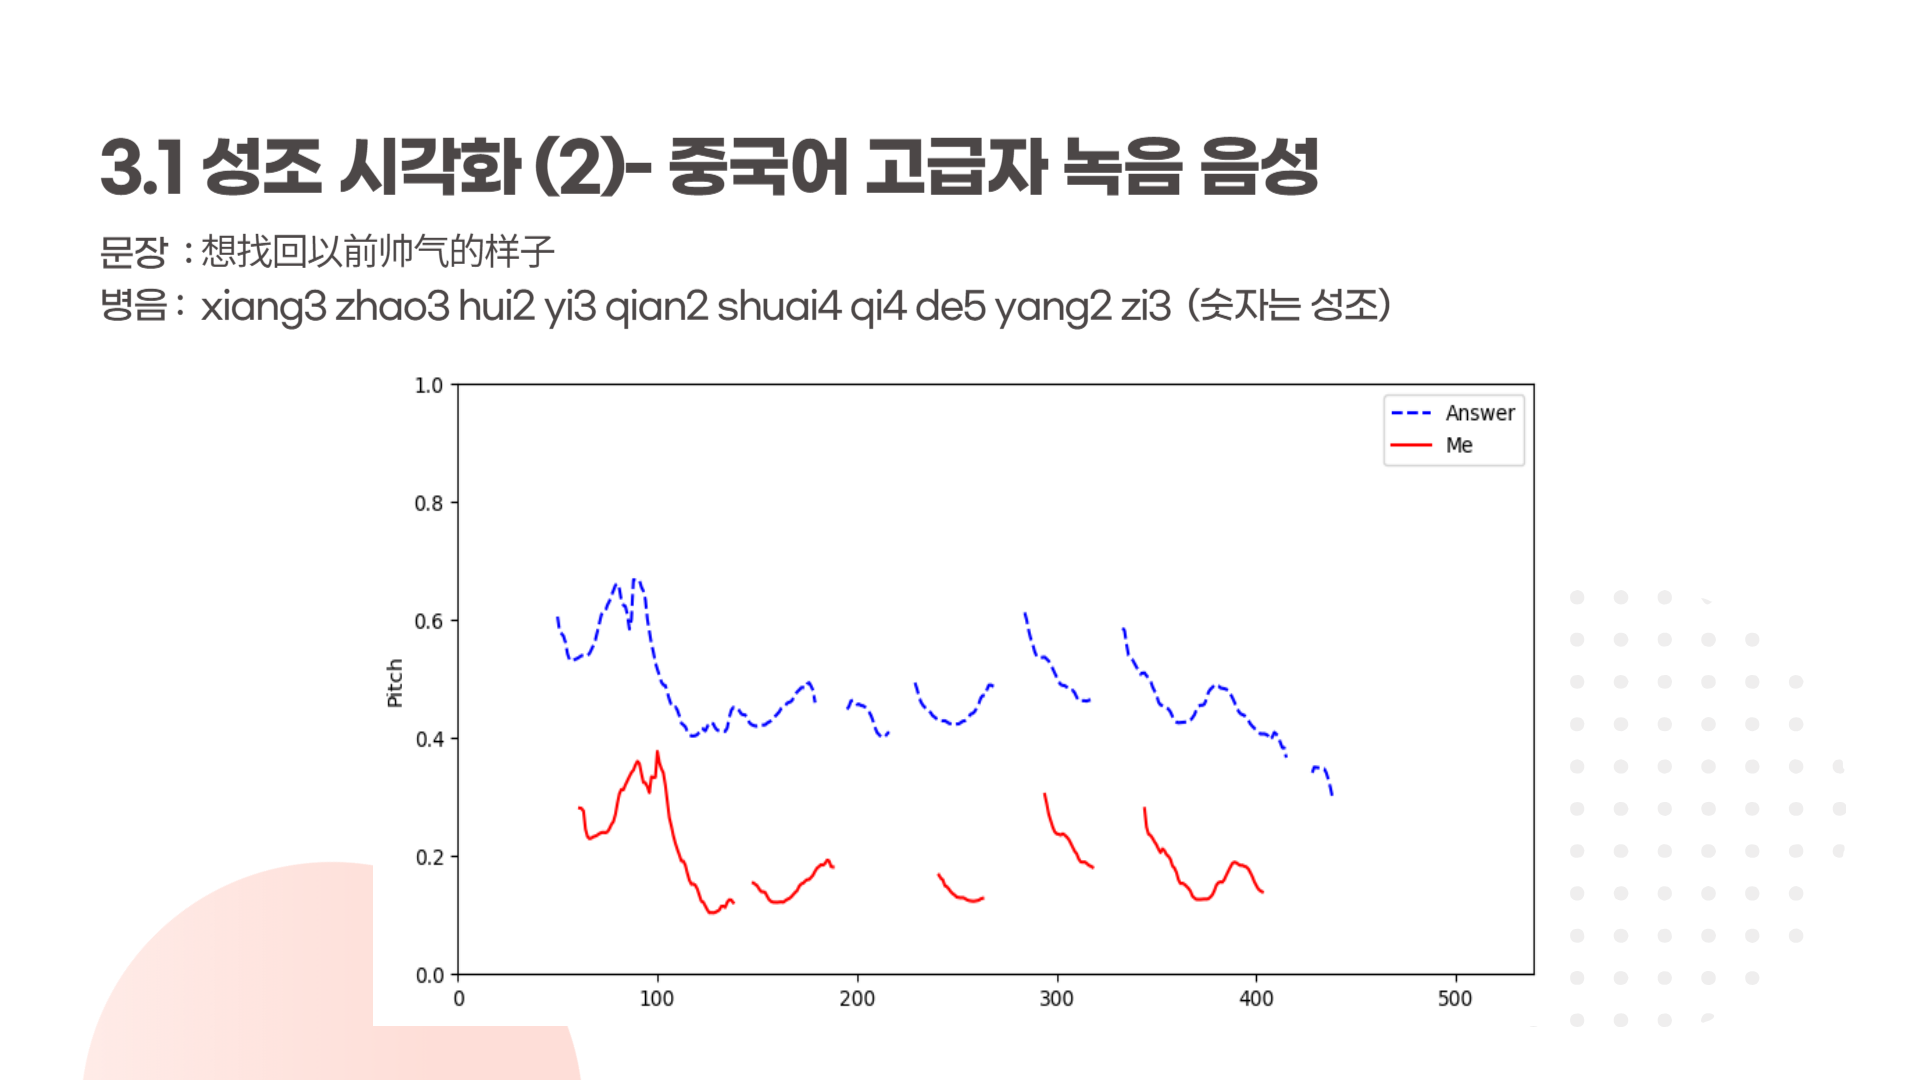 3.1 성조 시각화 (2)- 중국어 고급자 녹음 음성
문장 : 想找回以前帅气的样子
병음 : xiang3 zhao3 hui2 yi3 qian2 shuai4 qi4 de5 yang2 zi3 (숫자는 성조)
1.0
0.8
0.6
0.4
0.2
0.0
Pitch
Answer
Me
0 100 200 300 400 500